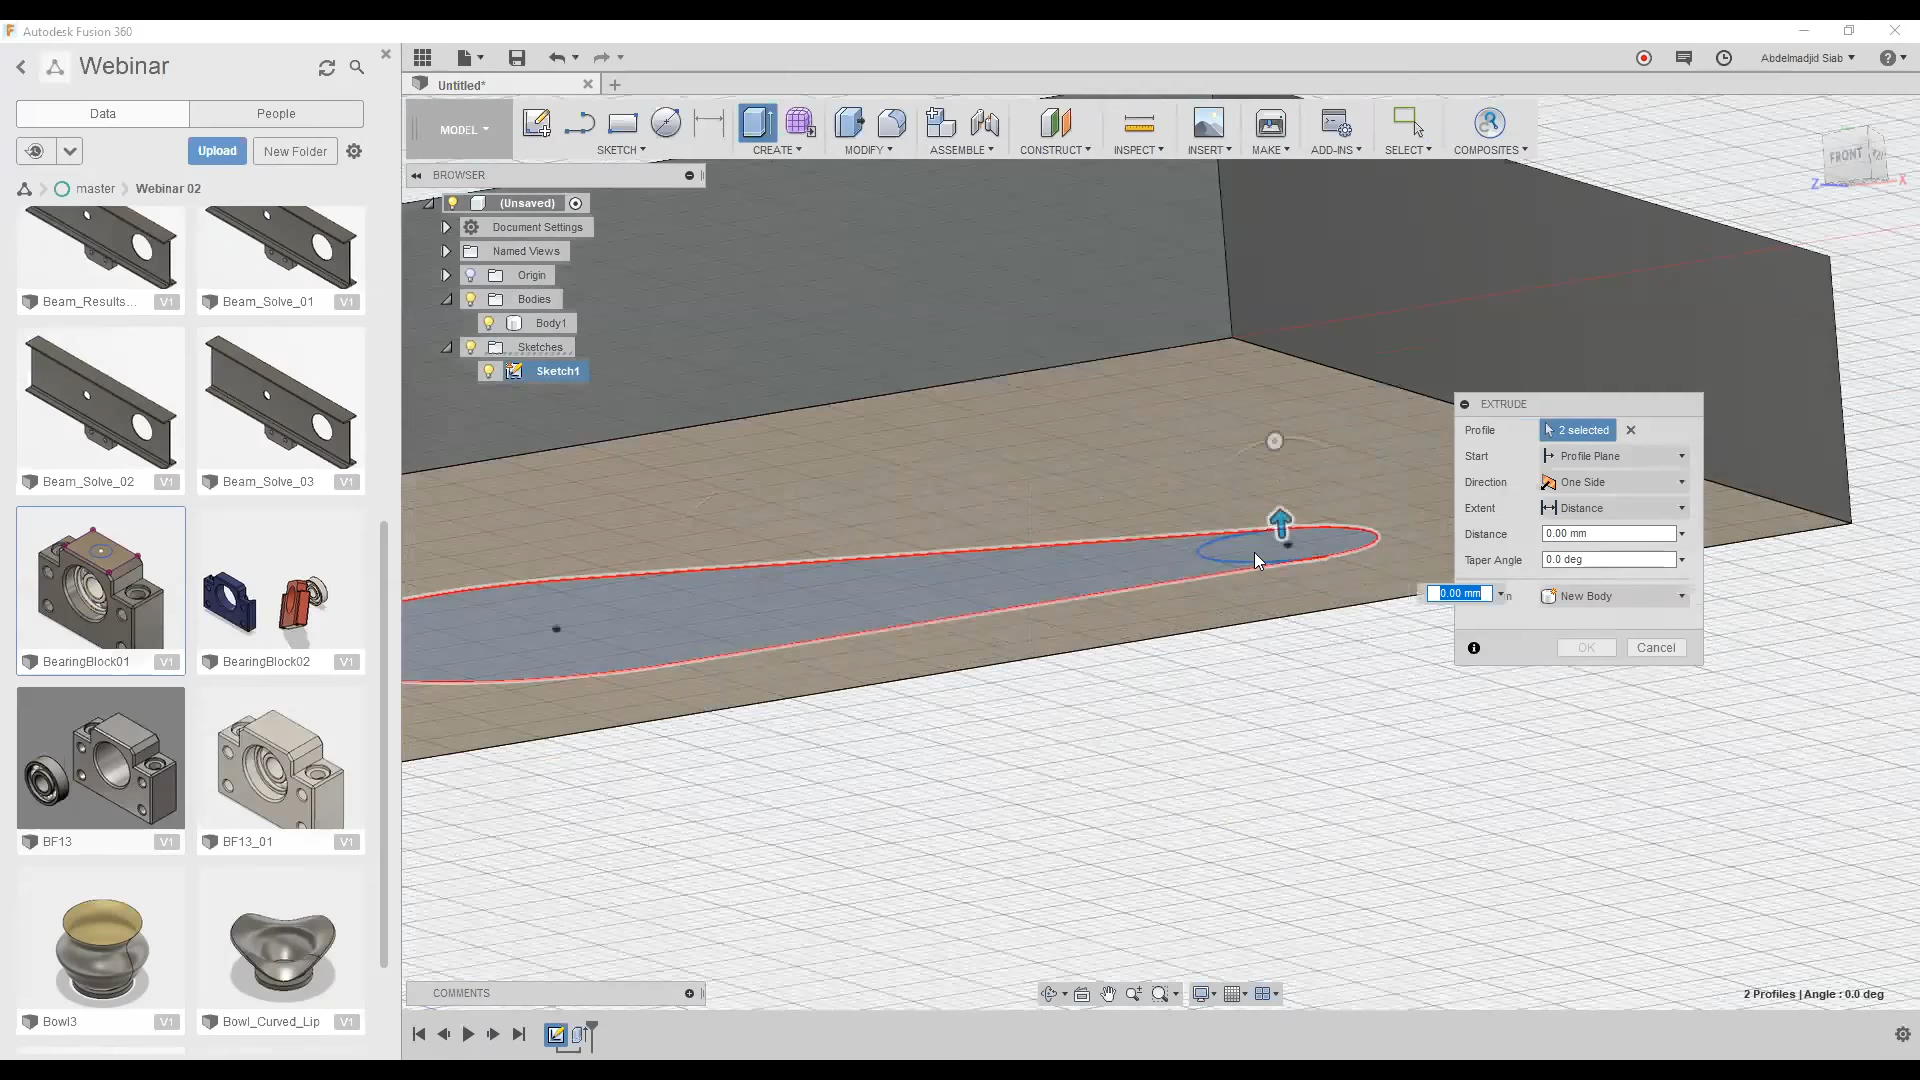 Autodesk Fusion 360
Webinar
Abdelmadjid Siab
Untitled*
Data
People
Upload
New Folder
master
Webinar 02
MODEL
SKETCH
CREATE
MODIFY
ASSEMBLE
CONSTRUCT
INSPECT
INSERT
MAKE
ADD-INS
SELECT
COMPOSITES
BROWSER
(Unsaved)
Document Settings
Named Views
Origin
Bodies
Body1
Sketches
Sketch1
FRONT
Z
X
Beam_Results...
V1
Beam_Solve_01
V1
Beam_Solve_02
V1
Beam_Solve_03
V1
BearingBlock01
V1
BearingBlock02
V1
BF13
V1
BF13_01
V1
Bowl3
V1
Bowl_Curved_Lip
V1
EXTRUDE
Profile
2 selected
Start
Profile Plane
Direction
One Side
Extent
Distance
Distance
0.00 mm
Taper Angle
0.0 deg
0.00 mm
n
New Body
OK
Cancel
COMMENTS
2 Profiles | Angle : 0.0 deg